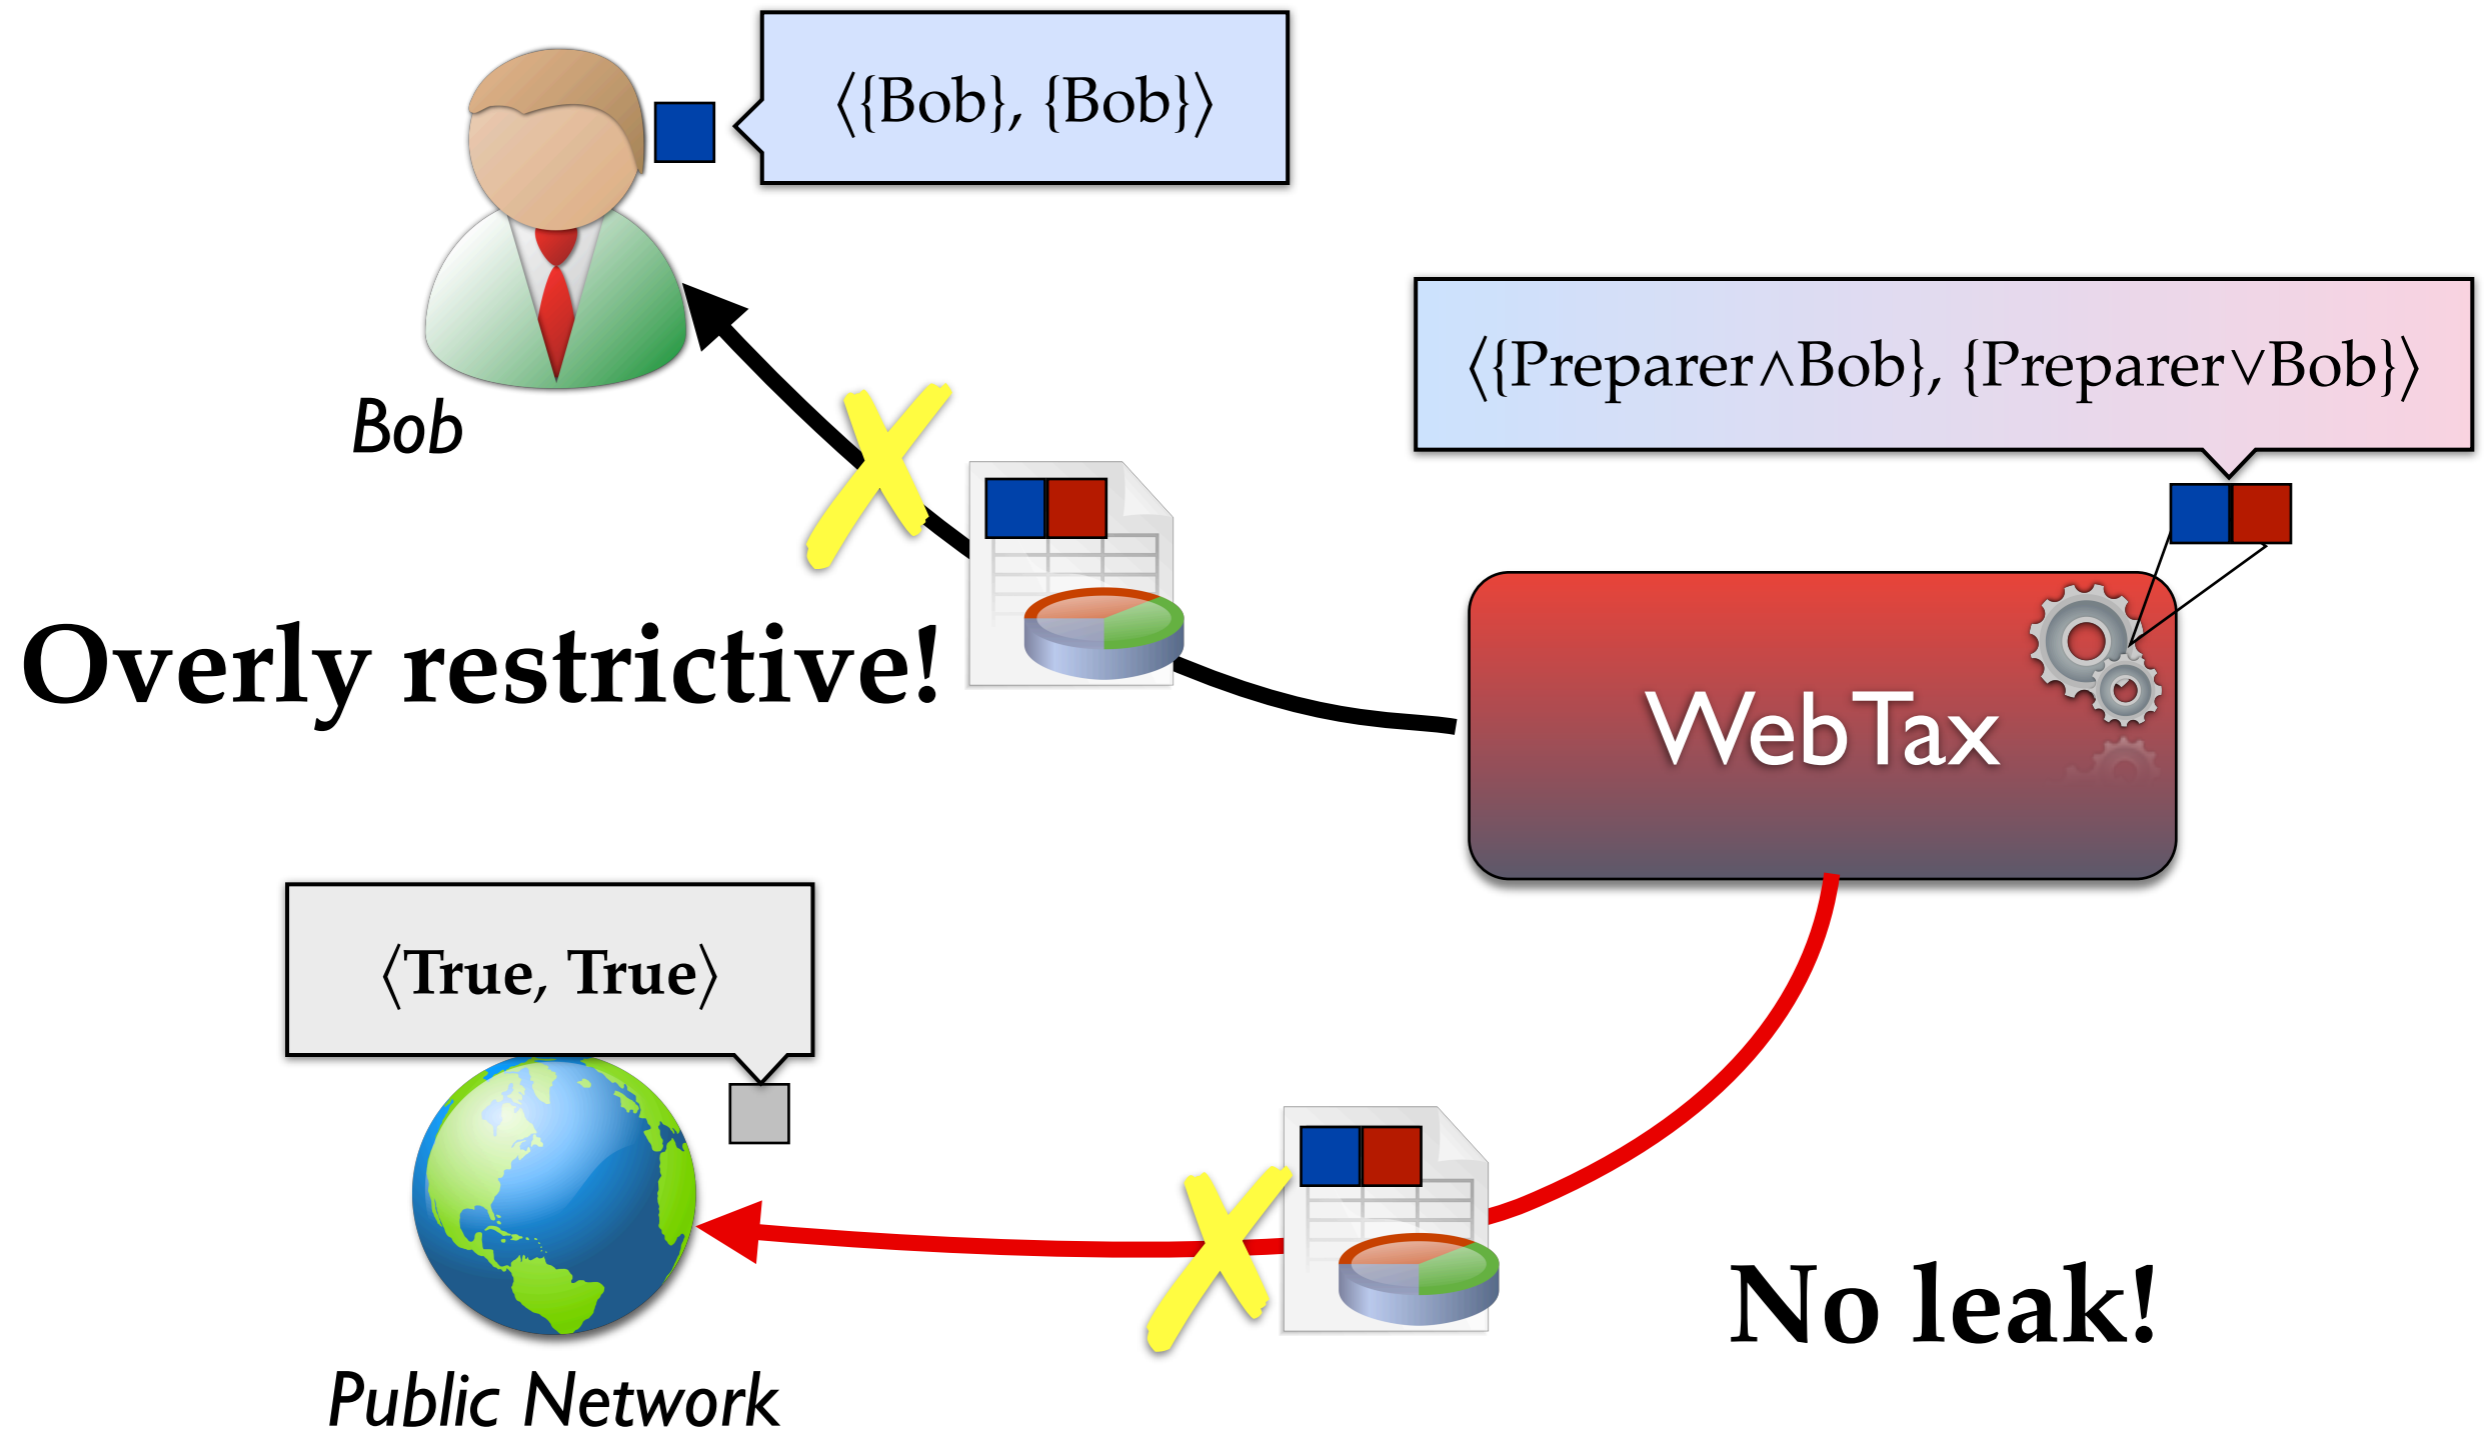 ⟨{Bob}, {Bob}⟩
Bob
⟨{Preparer∧Bob}, {Preparer∨Bob}⟩
Overly restrictive!
WebTax
⟨True, True⟩
No leak!
Public Network